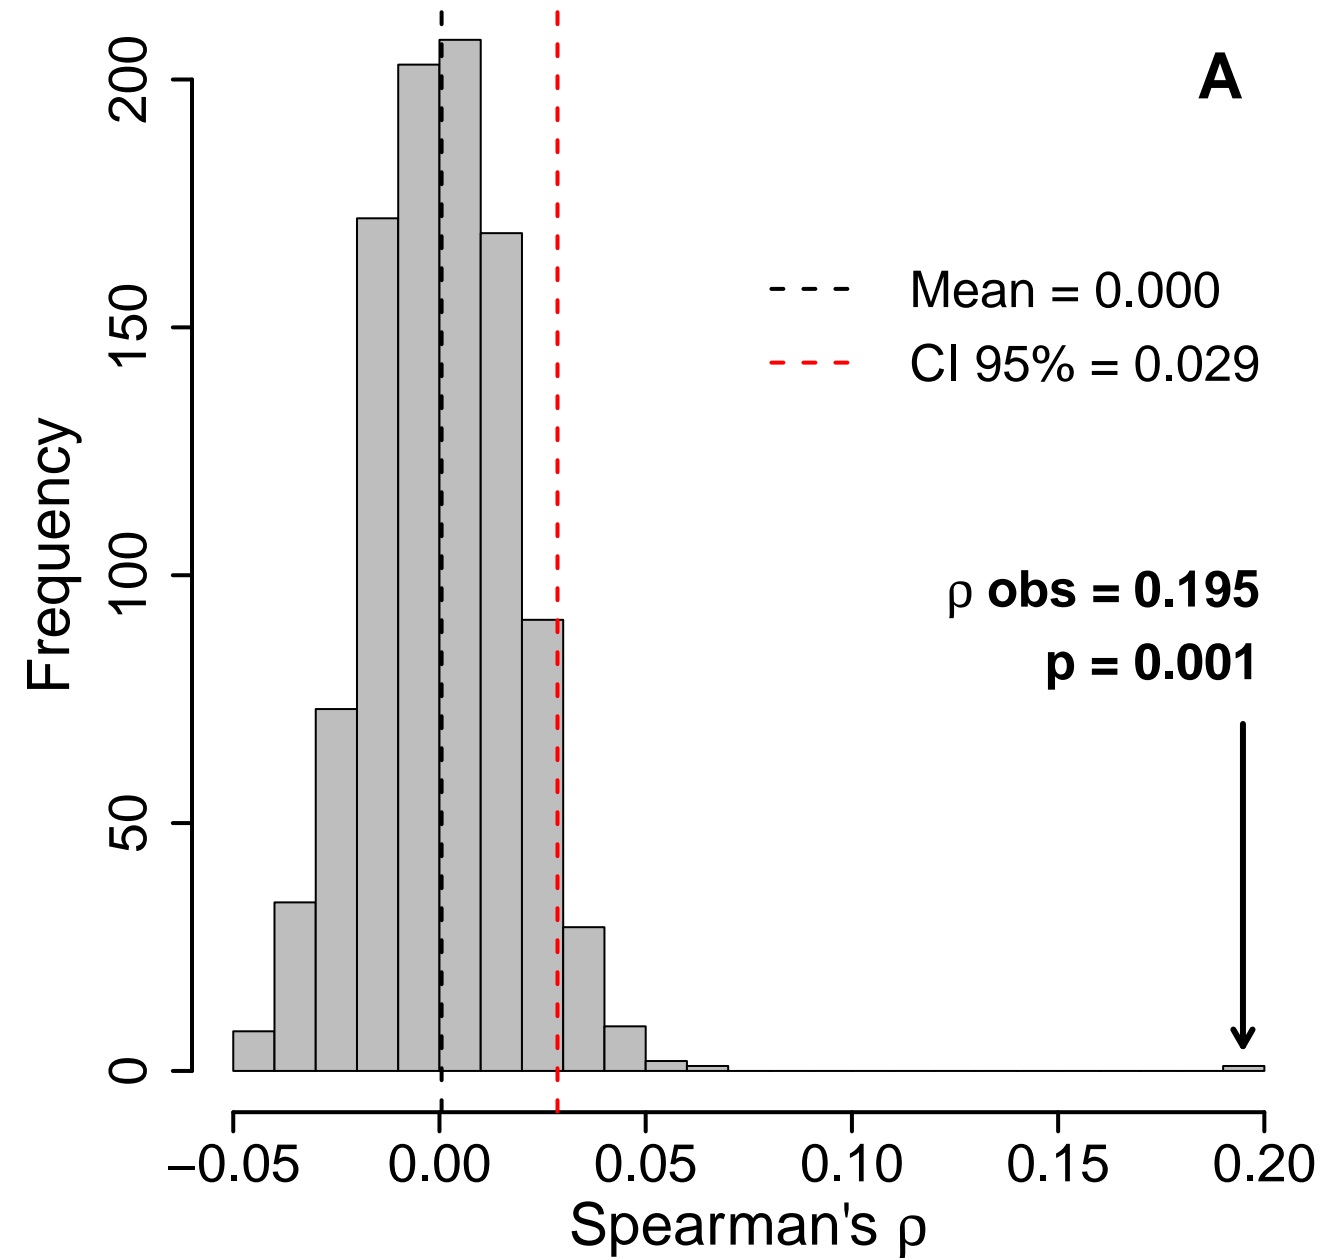 A
200
150
100
50
0
Frequency
Mean = 0.000
CI 95% = 0.029
ρ obs = 0.195
p = 0.001
−0.05 0.00 0.05 0.10 0.15 0.20
Spearman's ρ